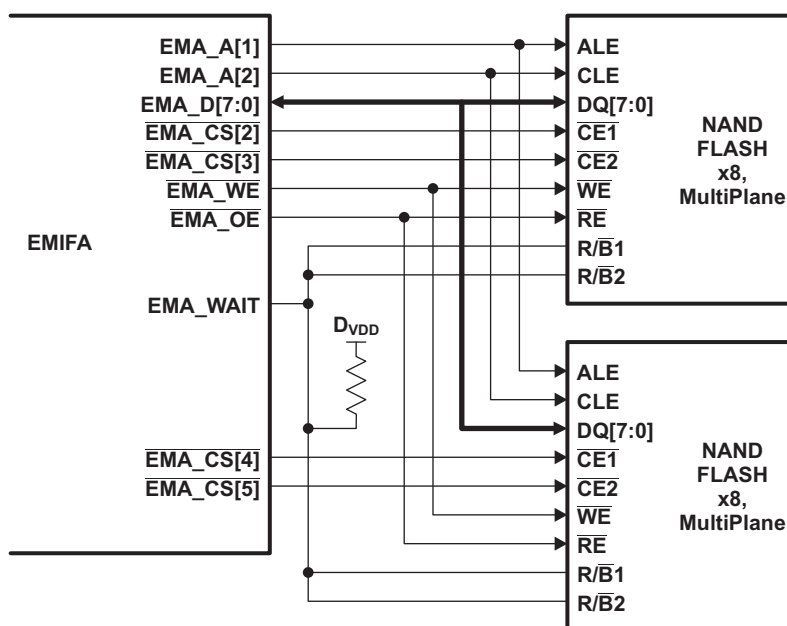 EMIFA
EMA_A[1]
EMA_A[2]
EMA_D[7:0]
EMA_CS[2]
EMA_CS[3]
EMA_WE
EMA_OE
EMA_WAIT
EMA_CS[4]
EMA_CS[5]
DVDD
ALE
CLE
DQ[7:0]
CE1
CE2
WE
RE
R/B1
R/B2
NAND
FLASH
x8,
MultiPlane
ALE
CLE
DQ[7:0]
CE1
CE2
WE
RE
R/B1
R/B2
NAND
FLASH
x8,
MultiPlane